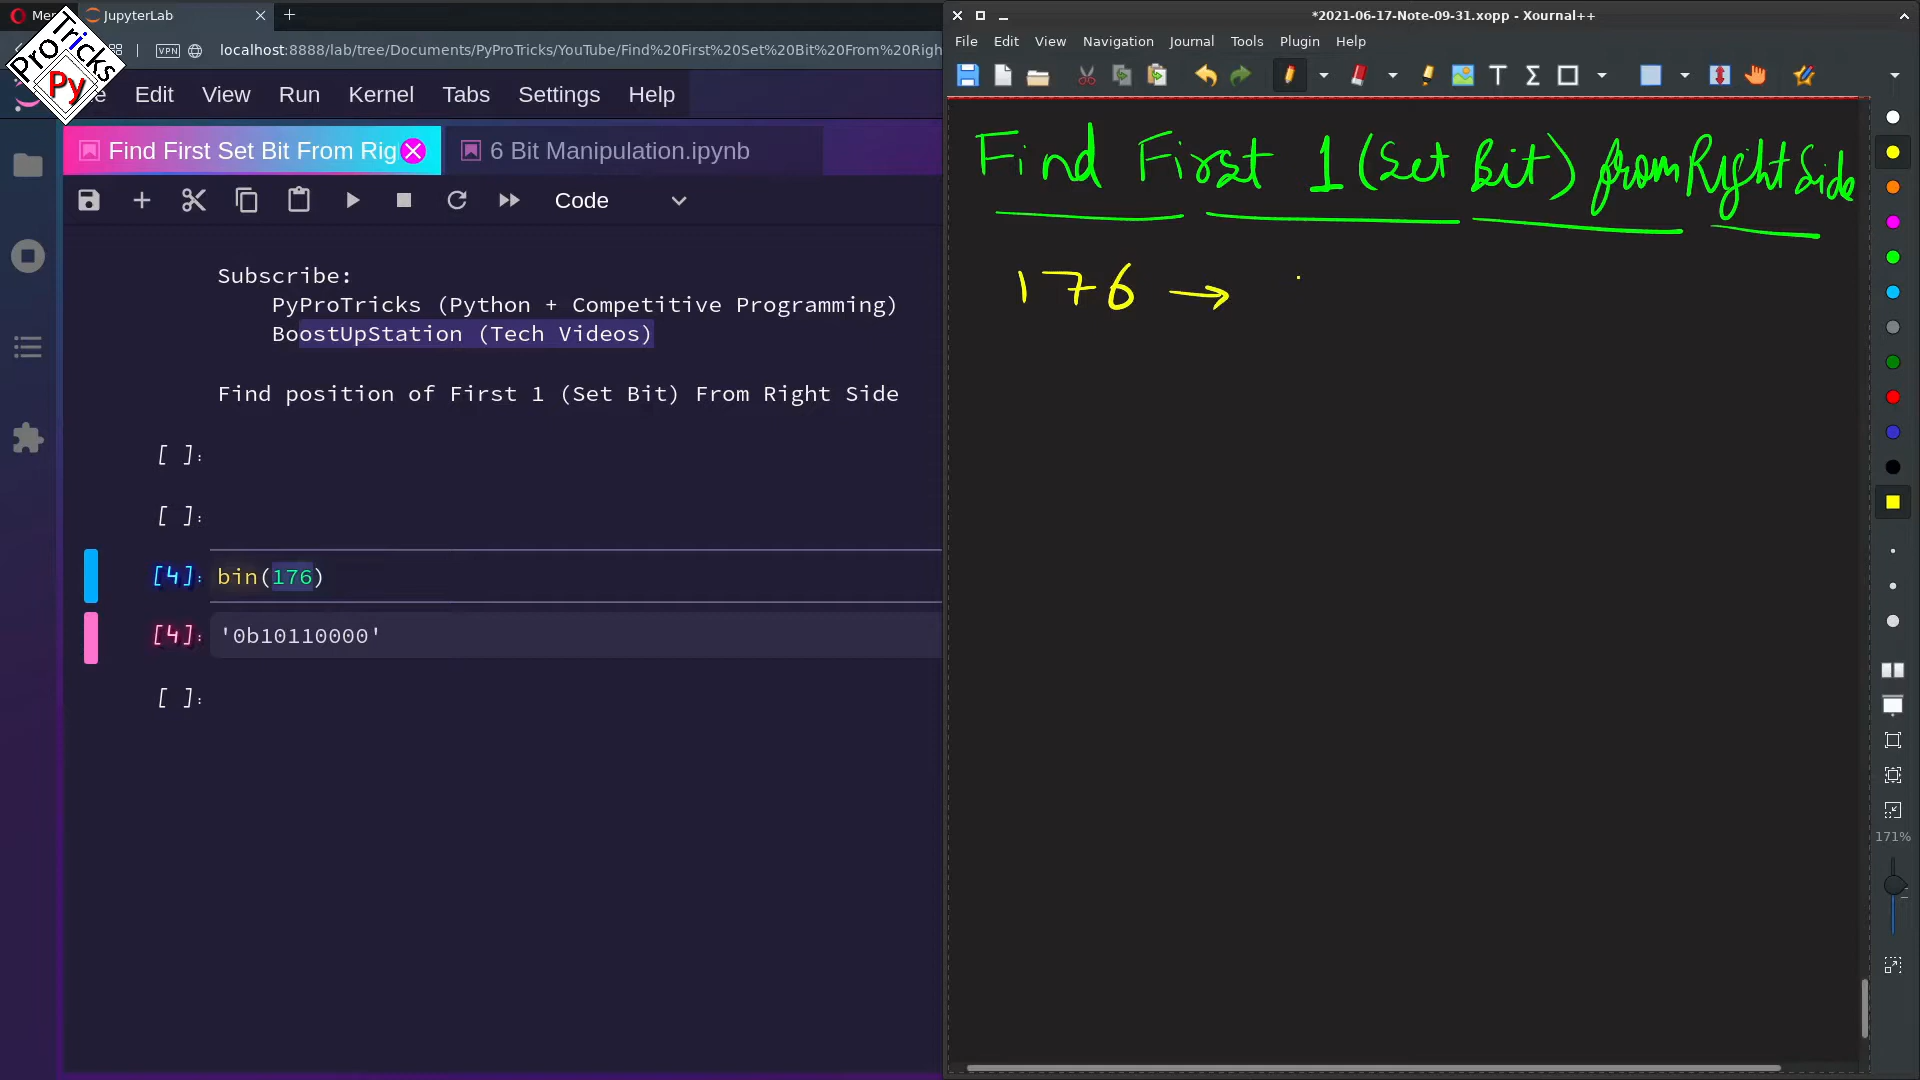 Men
JupyterLab
*2021-06-17-Note-09-31.xopp - Xournal++
VPN
localhost:8888/lab/tree/Documents/PyProTricks/YouTube/Find%20First%20Set%20Bit%20From%20Righ
ProTricks
Py
File Edit View Journal Navigation Tools Plugin Help
Edit View Run Kernel Tabs Settings Help
Find First Set Bit From Rig
6 Bit Manipulation.ipynb
Code
Subscribe:
PyProTricks (Python + Competitive Programming)
BoostUpStation (Tech Videos)
Find position of First 1 (Set Bit) From Right Side
[ ]:
[ ]:
[4]: bin(176)
[4]: '0b10110000'
[ ]:
Find First 1 (Set Bit) from Right Side
176 →
171%